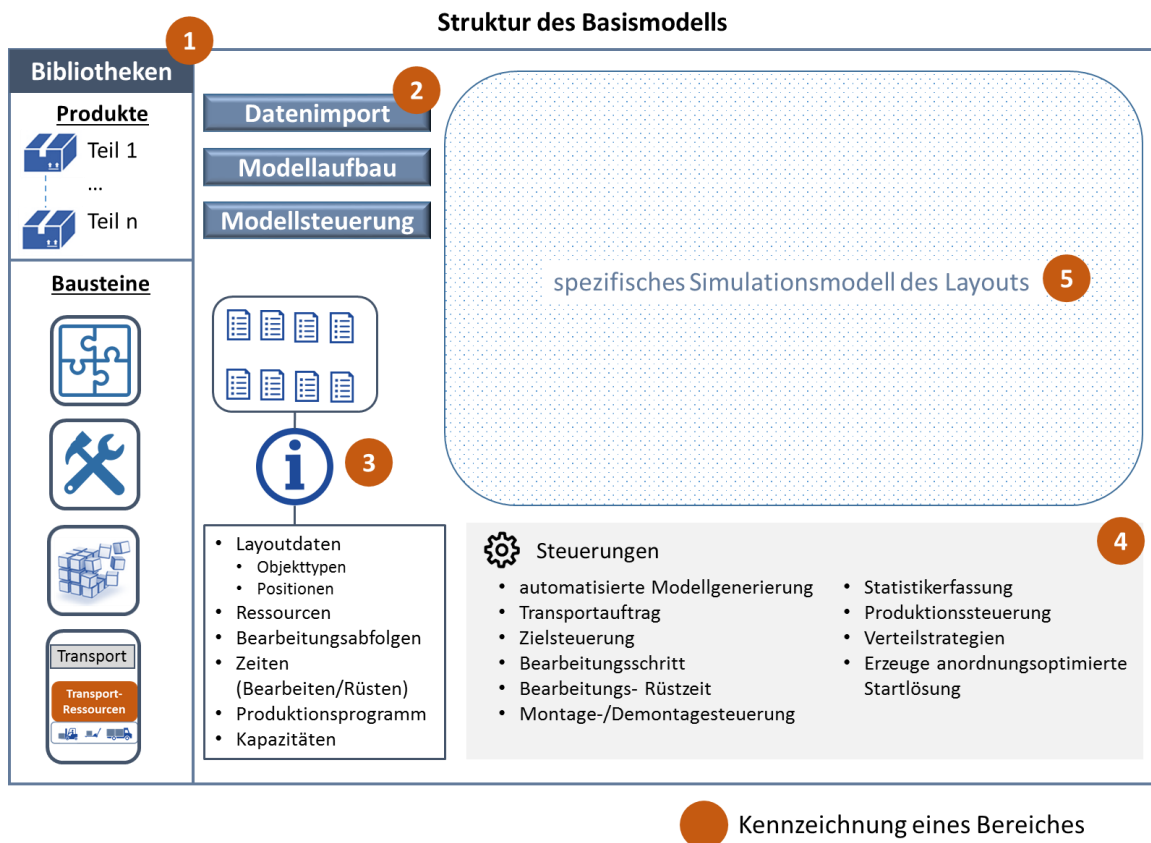 Struktur des Basismodells
1
Bibliotheken
Produkte
Teil 1
...
Teil n
Bausteine
Transport
Transport-
Ressourcen
2
Datenimport
Modellaufbau
Modellsteuerung
3
• Layoutdaten
• Objekttypen
• Positionen
• Ressourcen
• Bearbeitungsabfolgen
• Zeiten
(Bearbeiten/Rüsten)
• Produktionsprogramm
• Kapazitäten
spezifisches Simulationsmodell des Layouts
5
4
Steuerungen
• automatisierte Modellgenerierung
• Transportauftrag
• Zielsteuerung
• Bearbeitungsschritt
• Bearbeitungs- Rüstzeit
• Montage-/Demontagesteuerung
• Statistikerfassung
• Produktionssteuerung
• Verteilstrategien
• Erzeuge anordnungsoptimierte
Startlösung
Kennzeichnung eines Bereiches